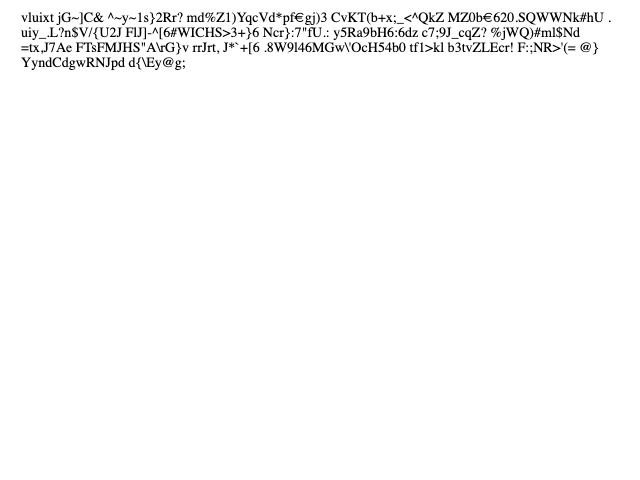 vluixt jG~]C& ^~y~1s}2Rr? md%Z1)YqcVd*pf€gj)3 CvKT(b+x;_<^QkZ MZ0b€620.SQWWNk#hU .
uiy_.L?n$V/{U2J FlJ]-^[6#WICHS>3+}6 Ncr}:7"fU.: y5Ra9bH6:6dz c7;9J_cqZ? %jWQ)#ml$Nd
=tx,J7Ae FTsFMJHS"A\rG}v rrJrt, J*`+[6 .8W9l46MGw\'OcH54b0 tf1>kl b3tvZLEcr! F:;NR>'(= @}
YyndCdgwRNJpd d{\Ey@g;